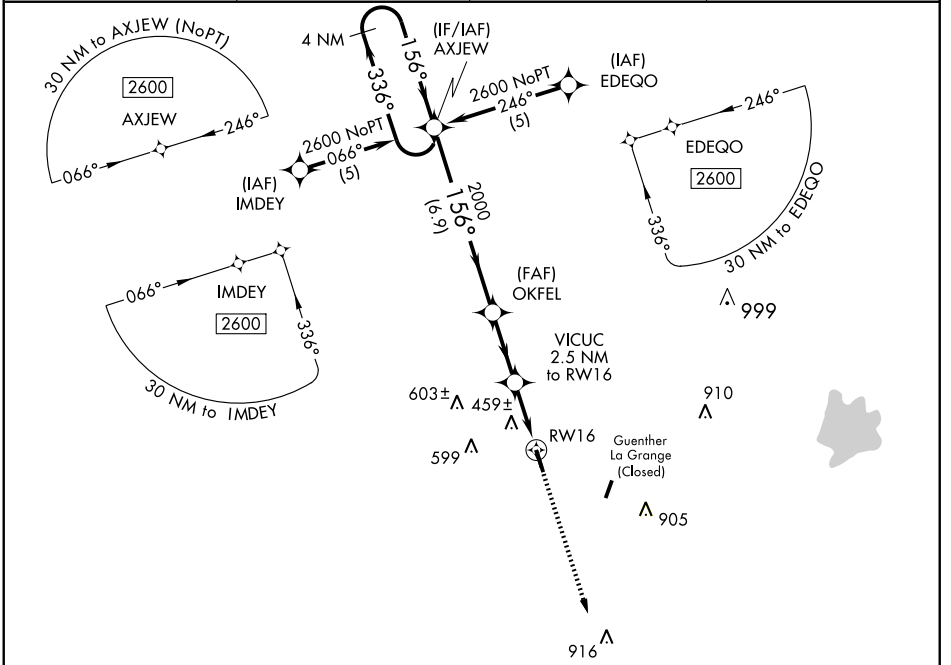 30 NM to AXJEW (NoPT)
2600
AXJEW
066°
246°
4 NM
156°
336°
(IF/IAF)
AXJEW
2600 NoPT
246°
(5)
(IAF)
EDEQO
2600 NoPT
066°
(5)
(IAF)
IMDEY
246°
EDEQO
2600
336°
30 NM to EDEQO
2000
156°
(6.9)
066°
IMDEY
2600
336°
30 NM to IMDEY
(FAF)
OKFEL
999
VICUC
2.5 NM
to RW16
603±
459±
910
599
RW16
Guenther
La Grange
(Closed)
905
916